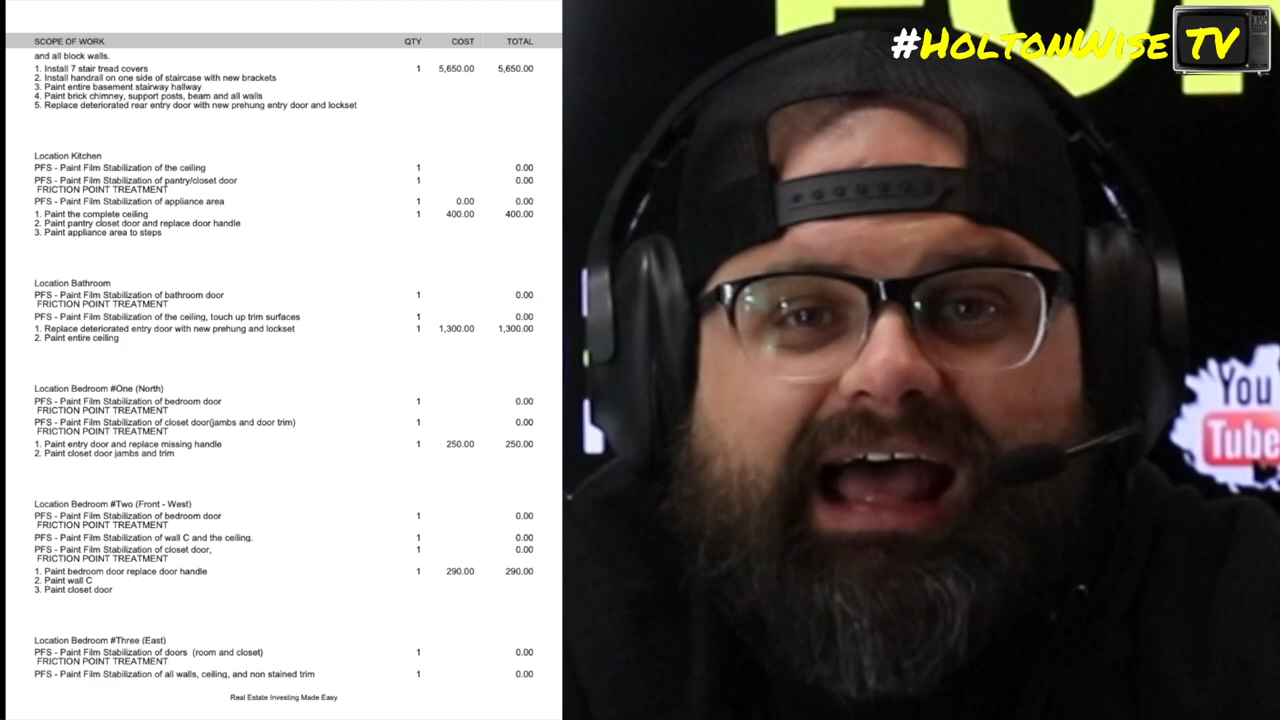 SCOPE OF WORK QTY COST TOTAL
and all block walls.
1. Install 7 stair tread covers 1 5,650.00 5,650.00
2. Install handrail on one side of staircase with new brackets
3. Paint entire basement stairway hallway
4. Paint brick chimney, support posts, beam and all walls
5. Replace deteriorated rear entry door with new prehung entry door and lockset
Location Kitchen
PFS - Paint Film Stabilization of the ceiling 1 0.00
PFS - Paint Film Stabilization of pantry/closet door 1 0.00
FRICTION POINT TREATMENT
PFS - Paint Film Stabilization of appliance area 1 0.00 0.00
1. Paint the complete ceiling 1 400.00 400.00
2. Paint pantry closet door and replace door handle
3. Paint appliance area to steps
Location Bathroom
PFS - Paint Film Stabilization of bathroom door 1 0.00
FRICTION POINT TREATMENT
PFS - Paint Film Stabilization of the ceiling, touch up trim surfaces 1 0.00
1. Replace deteriorated entry door with new prehung and lockset 1 1,300.00 1,300.00
2. Paint entire ceiling
Location Bedroom #One (North)
PFS - Paint Film Stabilization of bedroom door 1 0.00
FRICTION POINT TREATMENT
PFS - Paint Film Stabilization of closet door(jambs and door trim) 1 0.00
FRICTION POINT TREATMENT
1. Paint entry door and replace missing handle 1 250.00 250.00
2. Paint closet door jambs and trim
Location Bedroom #Two (Front - West)
PFS - Paint Film Stabilization of bedroom door 1 0.00
FRICTION POINT TREATMENT
PFS - Paint Film Stabilization of wall C and the ceiling. 1 0.00
PFS - Paint Film Stabilization of closet door, 1 0.00
FRICTION POINT TREATMENT
1. Paint bedroom door replace door handle 1 290.00 290.00
2. Paint wall C
3. Paint closet door
Location Bedroom #Three (East)
PFS - Paint Film Stabilization of doors (room and closet) 1 0.00
FRICTION POINT TREATMENT
PFS - Paint Film Stabilization of all walls, ceiling, and non stained trim 1 0.00
Real Estate Investing Made Easy
#HoltonWise TV
You
Tube